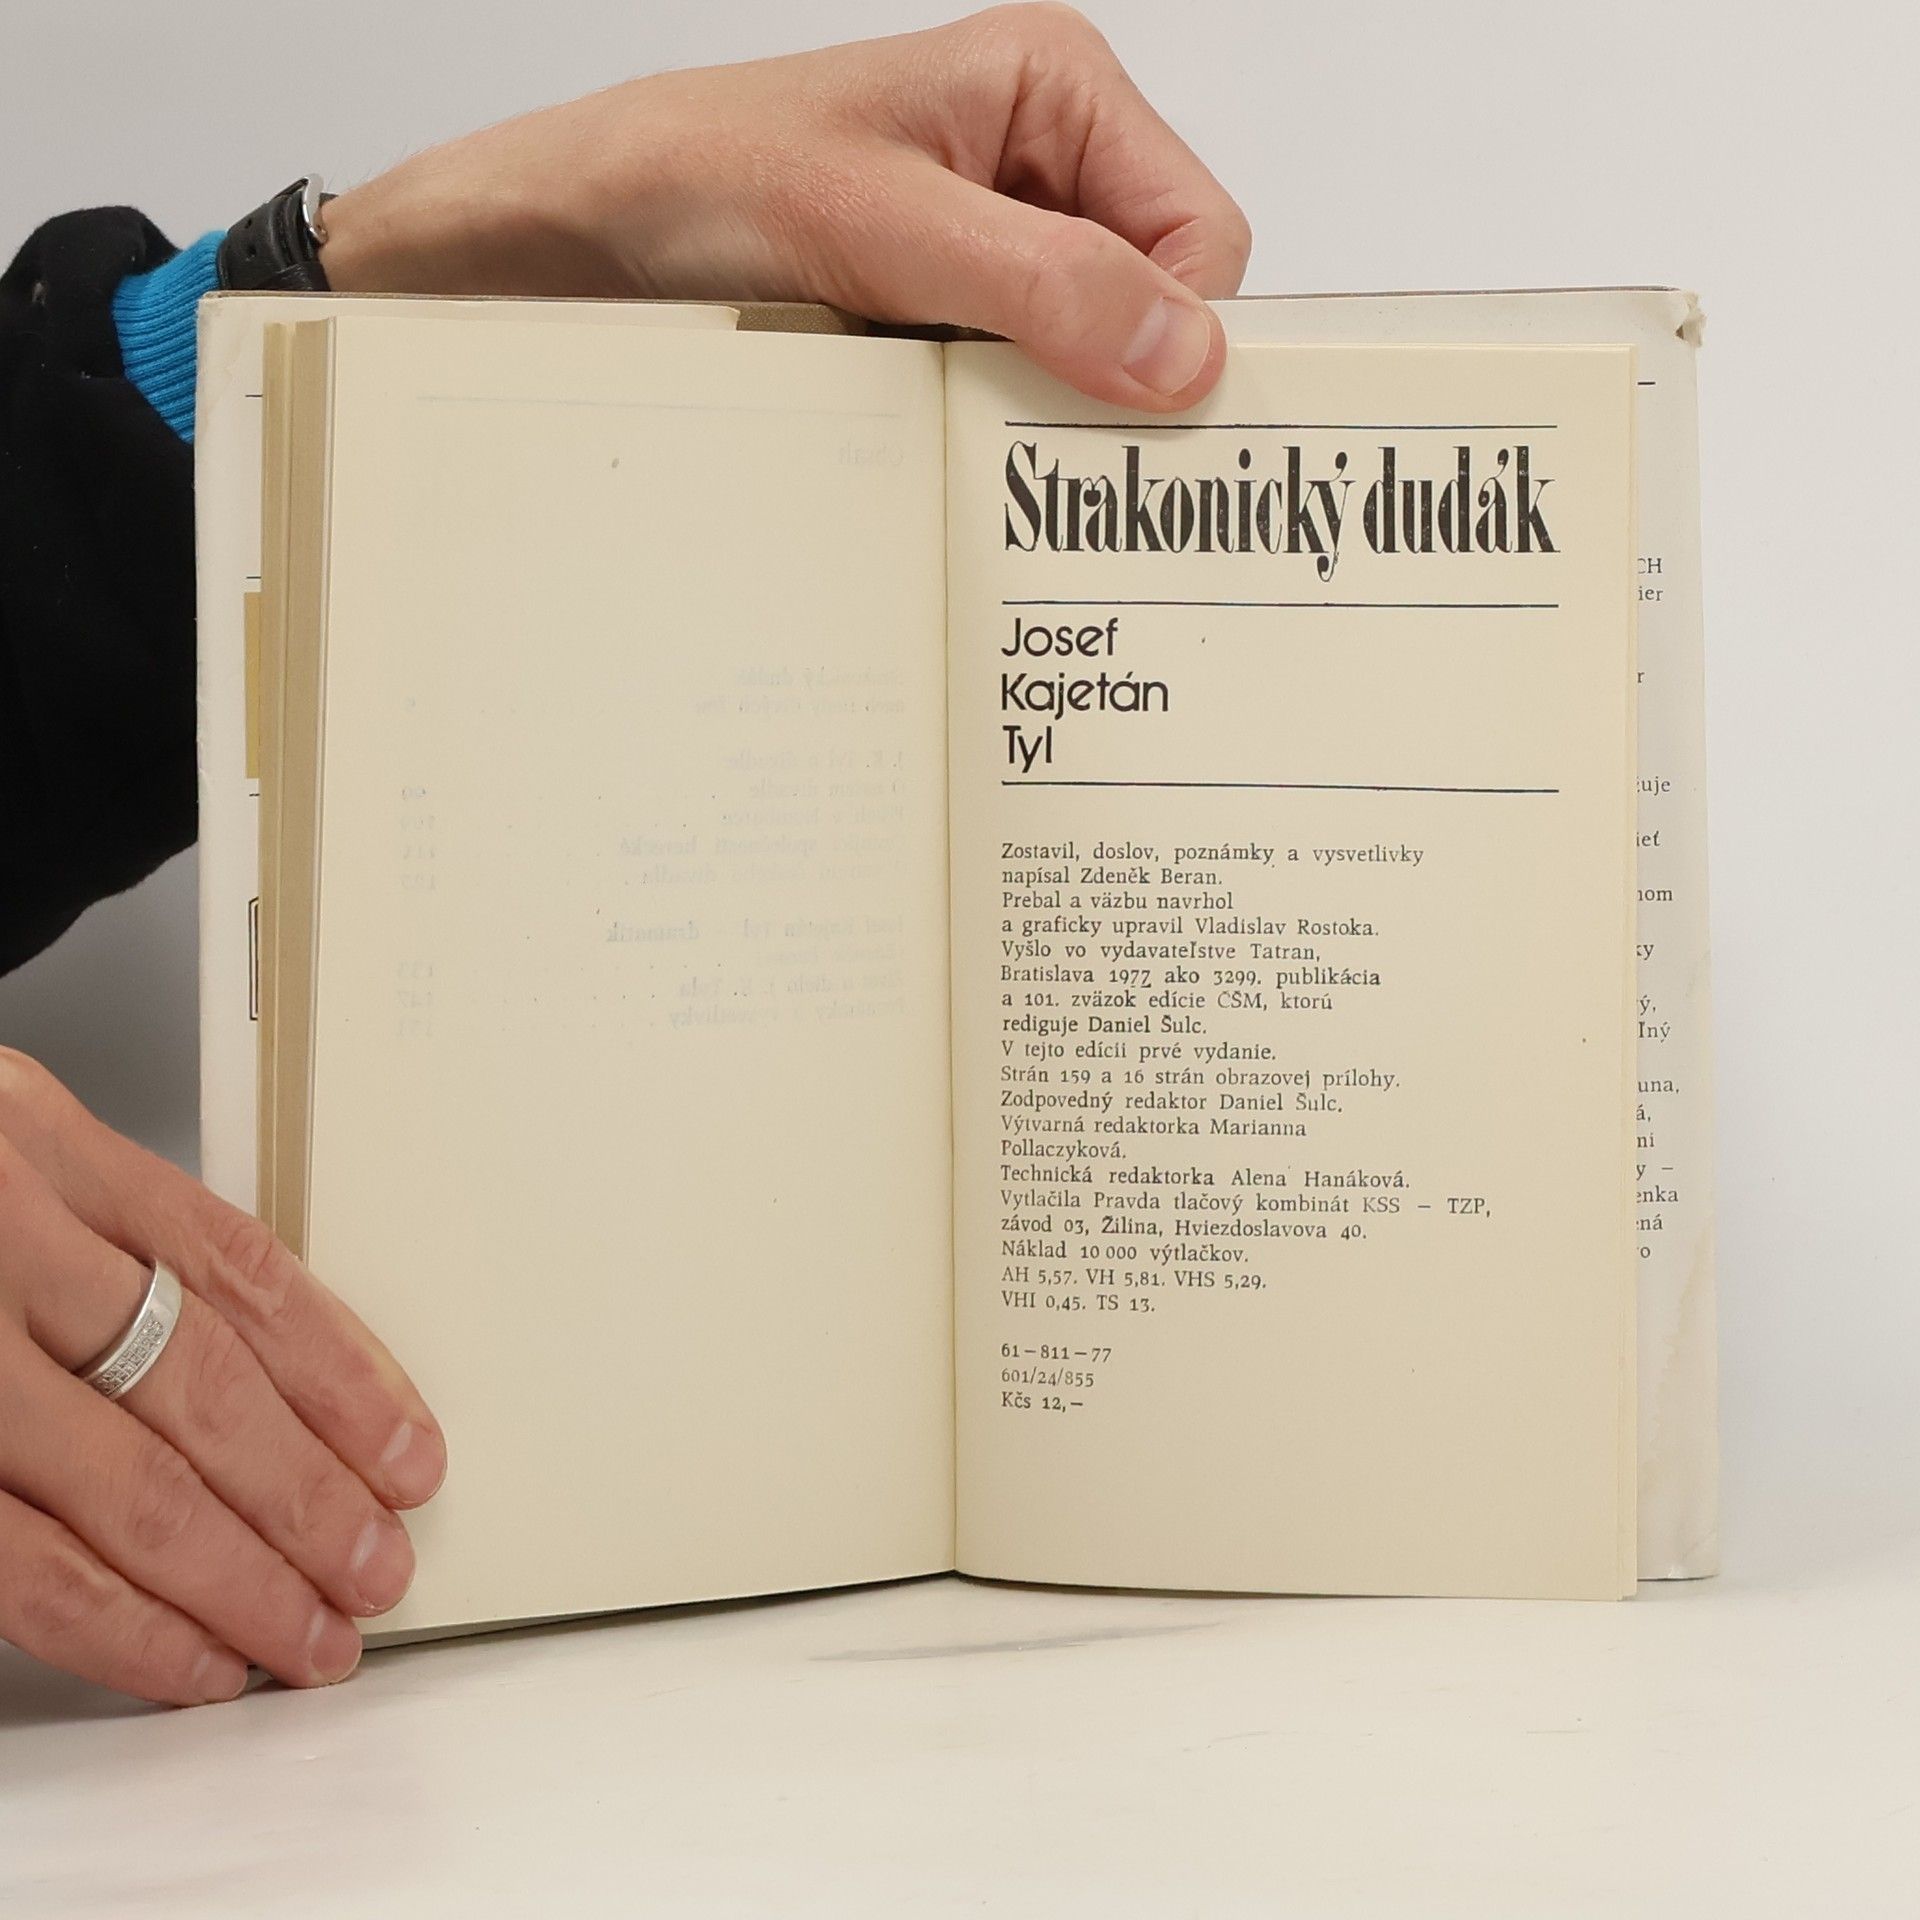 Strakonický dudák
Josef
Kajetán
Tyl
Zostavil, doslov, poznámky a vysvetlivky
napísal Zdeněk Beran.
Prebal a väzbu navrhol
a graficky upravil Vladislav Rostoka.
Vyšlo vo vydavateľstve Tatran,
Bratislava 1977 ako 3299. publikácia
a 101. zväzok edície ČŠM, ktorú
rediguje Daniel Šulc.
V tejto edícii prvé vydanie.
Strán 159 a 16 strán obrazovej prílohy.
Zodpovedný redaktor Daniel Šulc.
Výtvarná redaktorka Marianna
Pollaczyková.
Technická redaktorka Alena Hanáková.
Vytlačila Pravda tlačový kombinát KSS – TZP,
závod 03, Žilina, Hviezdoslavova 40.
Náklad 10 000 výtlačkov.
AH 5,57. VH 5,81. VHS 5,29.
VHI 0,45. TS 13.
61–811–77
601/24/855
Kčs 12,–